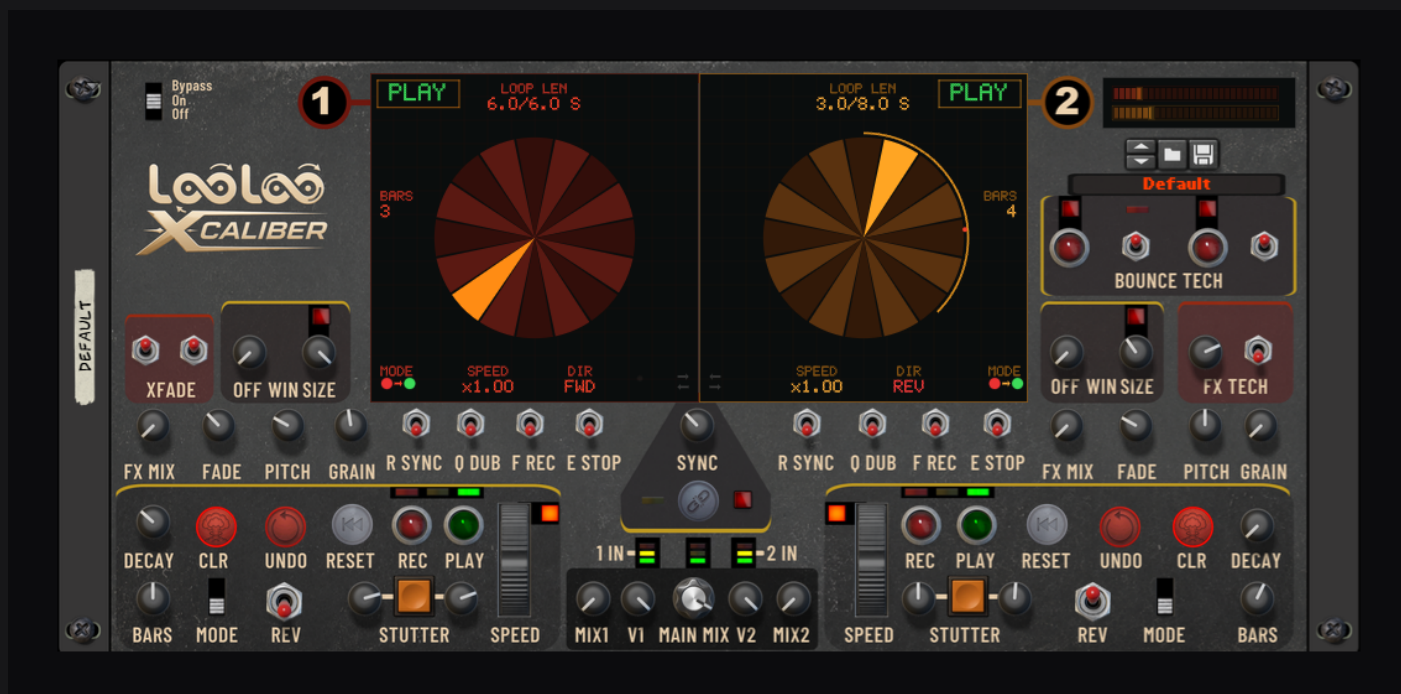 Bypass
On
Off
1
PLAY
LOOP LEN
6.0/6.0 S
BARS
3
MODE
SPEED
x1.00
DIR
FWD
LOOP LEN
3.0/8.0 S
PLAY
2
BARS
4
SPEED
x1.00
DIR
REV
MODE
Default
LOOLOO
XCALIBER
DEFAULT
BOUNCE TECH
XFADE
OFF WIN SIZE
OFF WIN SIZE
FX TECH
FX MIX FADE PITCH GRAIN
R SYNC Q DUB F REC E STOP
SYNC
R SYNC Q DUB F REC E STOP
FX MIX FADE PITCH GRAIN
DECAY CLR UNDO RESET REC PLAY
1 IN
2 IN
REC PLAY RESET UNDO CLR DECAY
BARS MODE REV STUTTER SPEED
MIX1 V1 MAIN MIX V2 MIX2
SPEED STUTTER REV MODE BARS